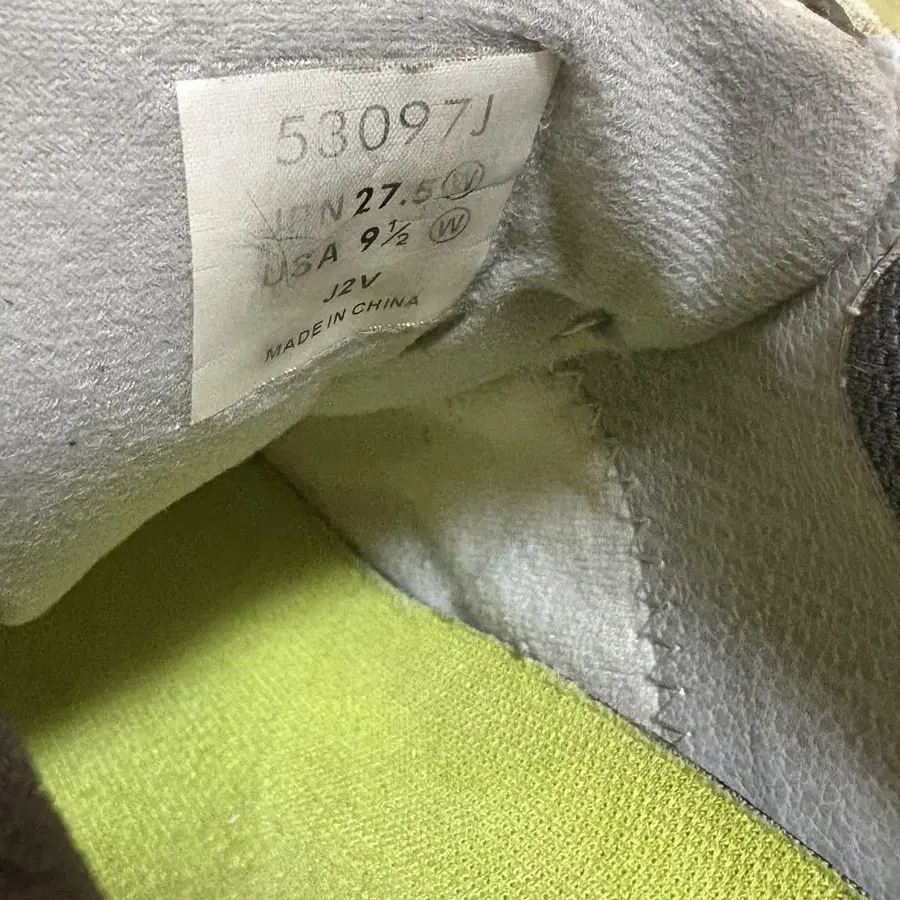 53097J
JPN 27.5 Ⓦ
USA 9½ Ⓦ
J2V
MADE IN CHINA